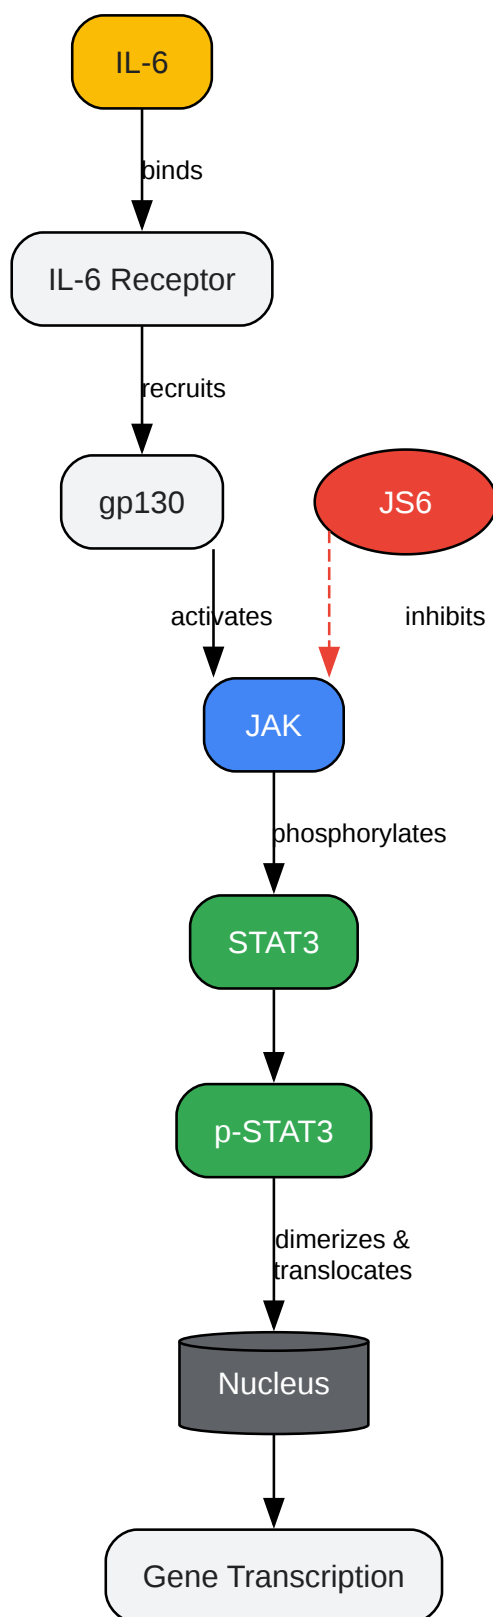 IL-6
binds
IL-6 Receptor
recruits
gp130
JS6
activates
inhibits
JAK
phosphorylates
STAT3
p-STAT3
dimerizes &
translocates
Nucleus
Gene Transcription